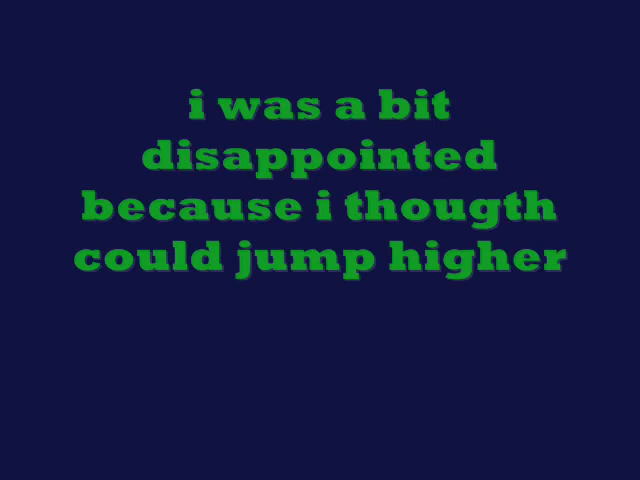 i was a bit
disappointed
because i thougth
could jump higher